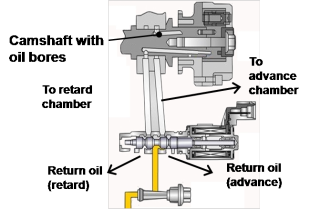 Camshaft with
oil bores
To
advance
chamber
To retard
chamber
Return oil
(retard)
Return oil
(advance)